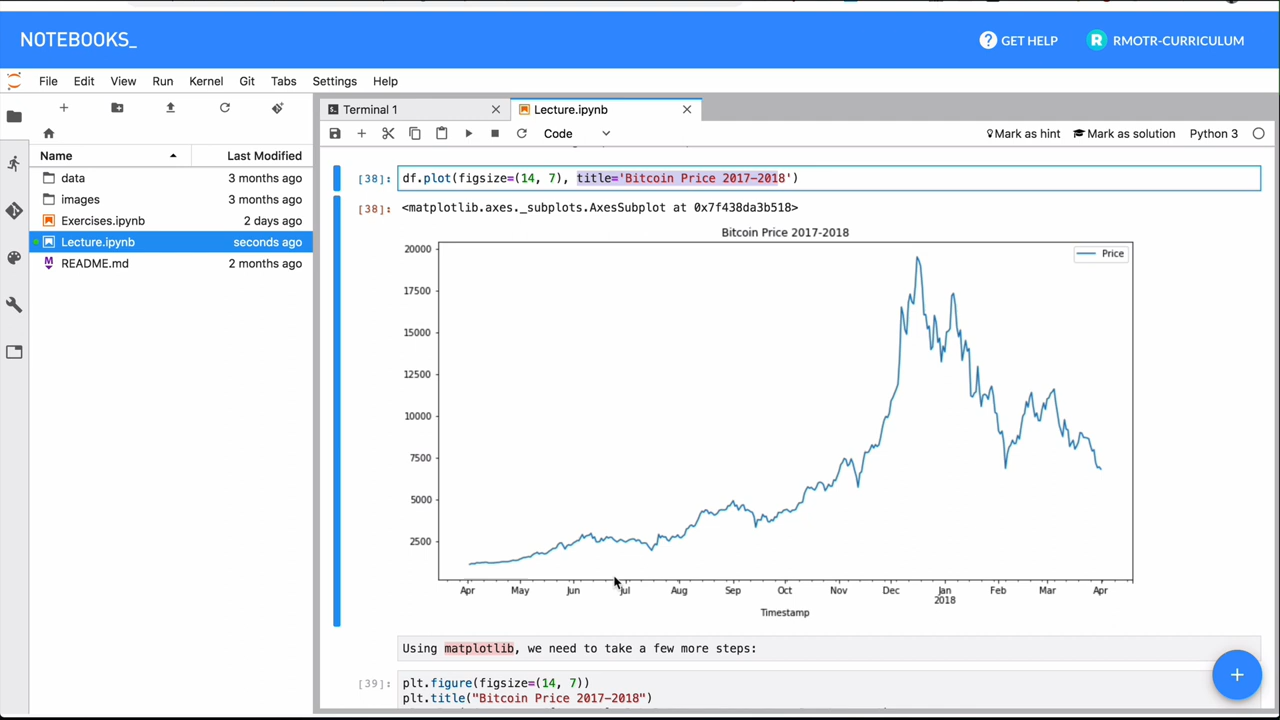 NOTEBOOKS_
GET HELP
R RMOTR-CURRICULUM
File Edit View Run Kernel Git Tabs Settings Help
Terminal 1
Lecture.ipynb
Code
Mark as hint
Mark as solution
Python 3
Name
Last Modified
data 3 months ago
images 3 months ago
Exercises.ipynb 2 days ago
Lecture.ipynb seconds ago
README.md 2 months ago
[38]: df.plot(figsize=(14, 7), title='Bitcoin Price 2017-2018')
[38]: <matplotlib.axes._subplots.AxesSubplot at 0x7f438da3b518>
Bitcoin Price 2017-2018
Price
20000
17500
15000
12500
10000
7500
5000
2500
Apr May Jun Jul Aug Sep Oct Nov Dec Jan Feb Mar Apr
2018
Timestamp
Using matplotlib, we need to take a few more steps:
[39]: plt.figure(figsize=(14, 7))
plt.title("Bitcoin Price 2017-2018")